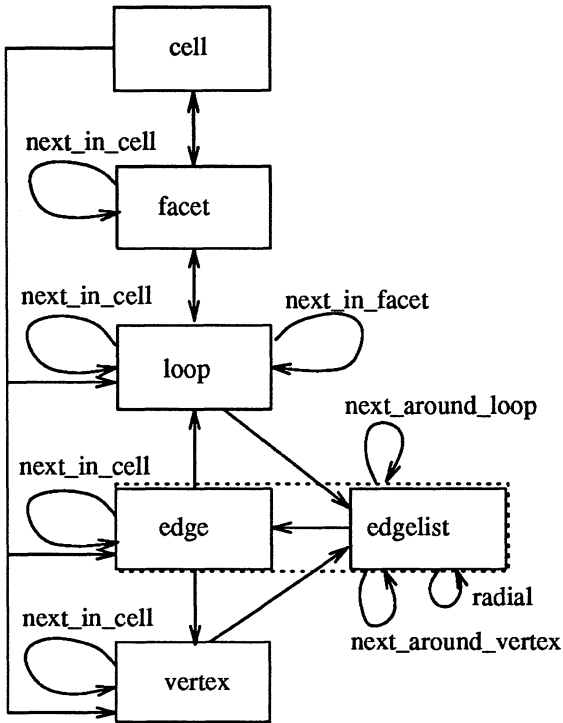 cell
next_in_cell
facet
next_in_cell
next_in_facet
loop
next_around_loop
next_in_cell
edge
edgelist
radial
next_in_cell
next_around_vertex
vertex